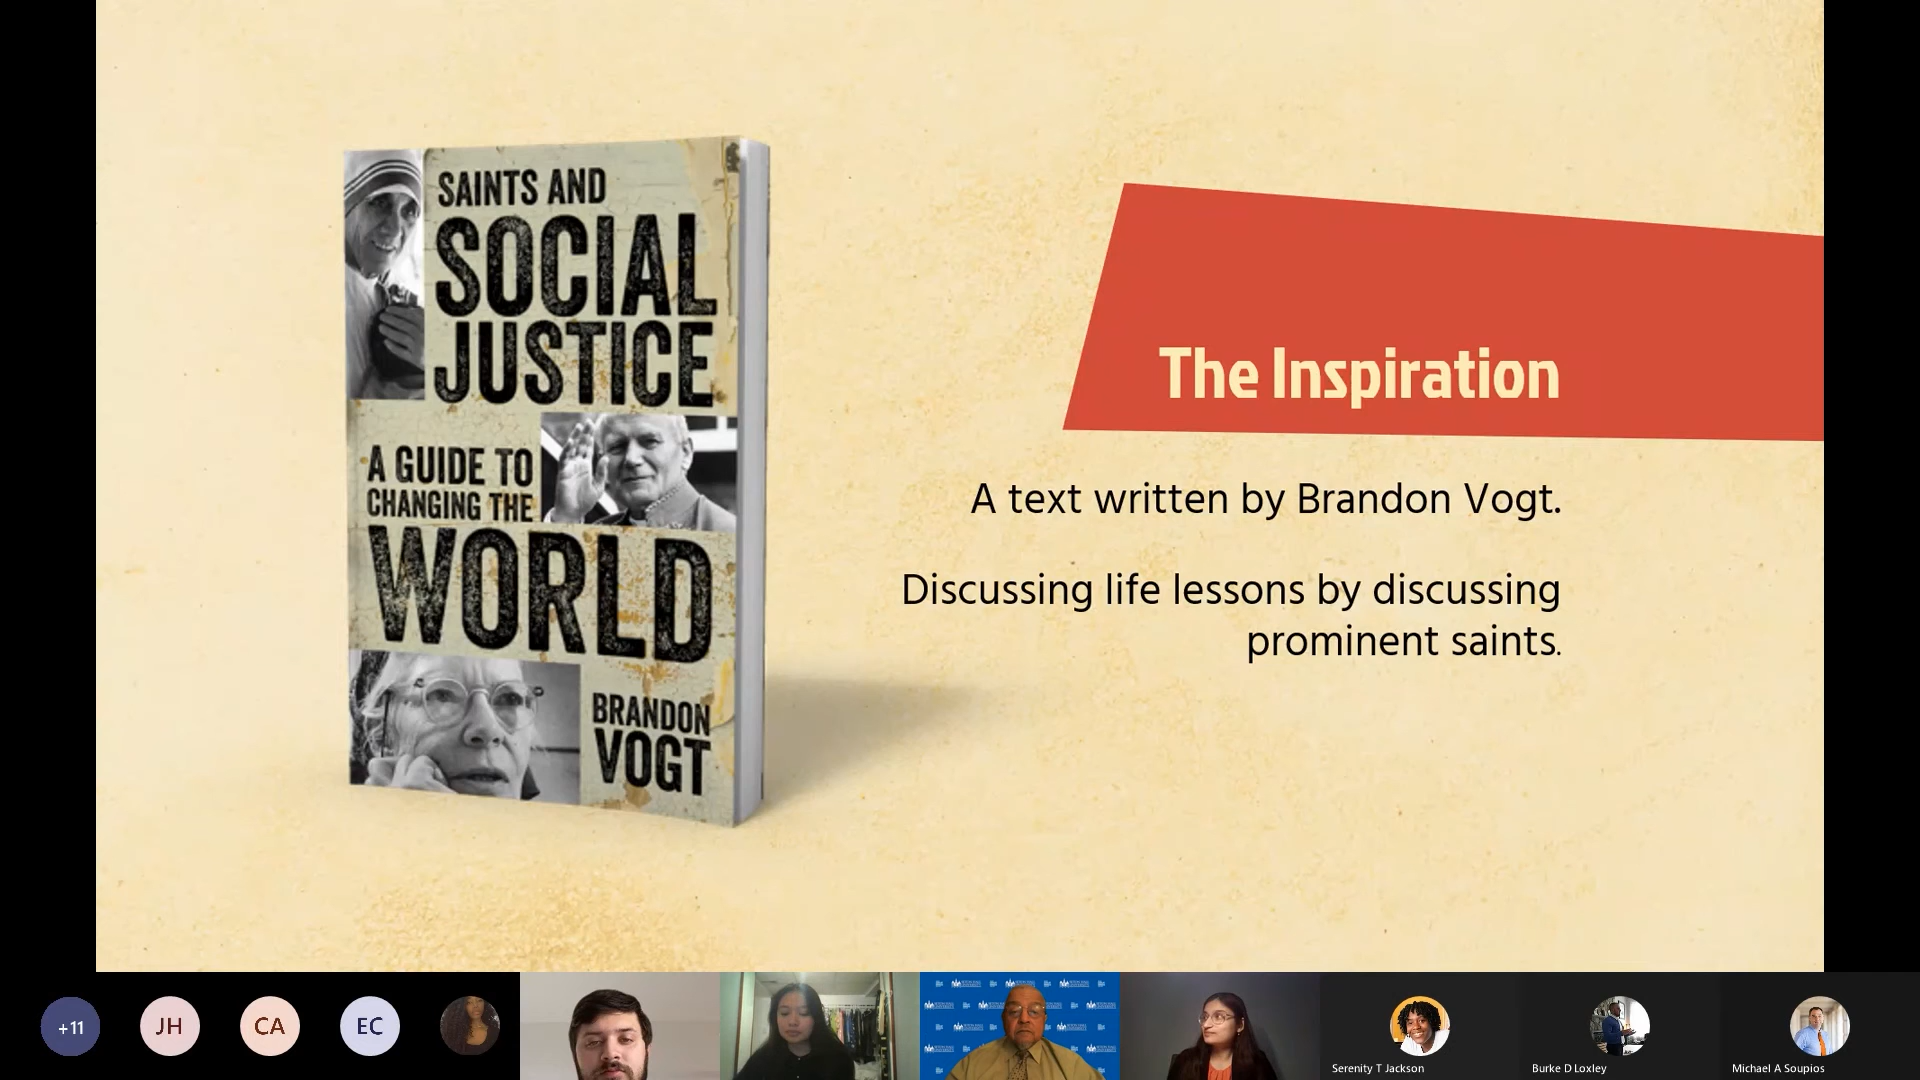 SAINTS AND
SOCIAL
JUSTICE
A GUIDE TO
CHANGING THE
WORLD
BRANDON
VOGT
The Inspiration
A text written by Brandon Vogt.
Discussing life lessons by discussing
prominent saints.
+11
JH
CA
EC
Serenity T Jackson
Burke D Loxley
Michael A Soupios